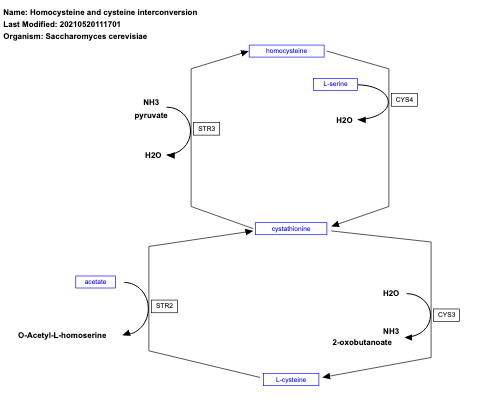 Name: Homocysteine and cysteine interconversion
Last Modified: 20210520111701
Organism: Saccharomyces cerevisiae
homocysteine
L-serine
NH3
pyruvate
CYS4
H2O
STR3
H2O
cystathionine
acetate
H2O
STR2
CYS3
O-Acetyl-L-homoserine
NH3
2-oxobutanoate
L-cysteine